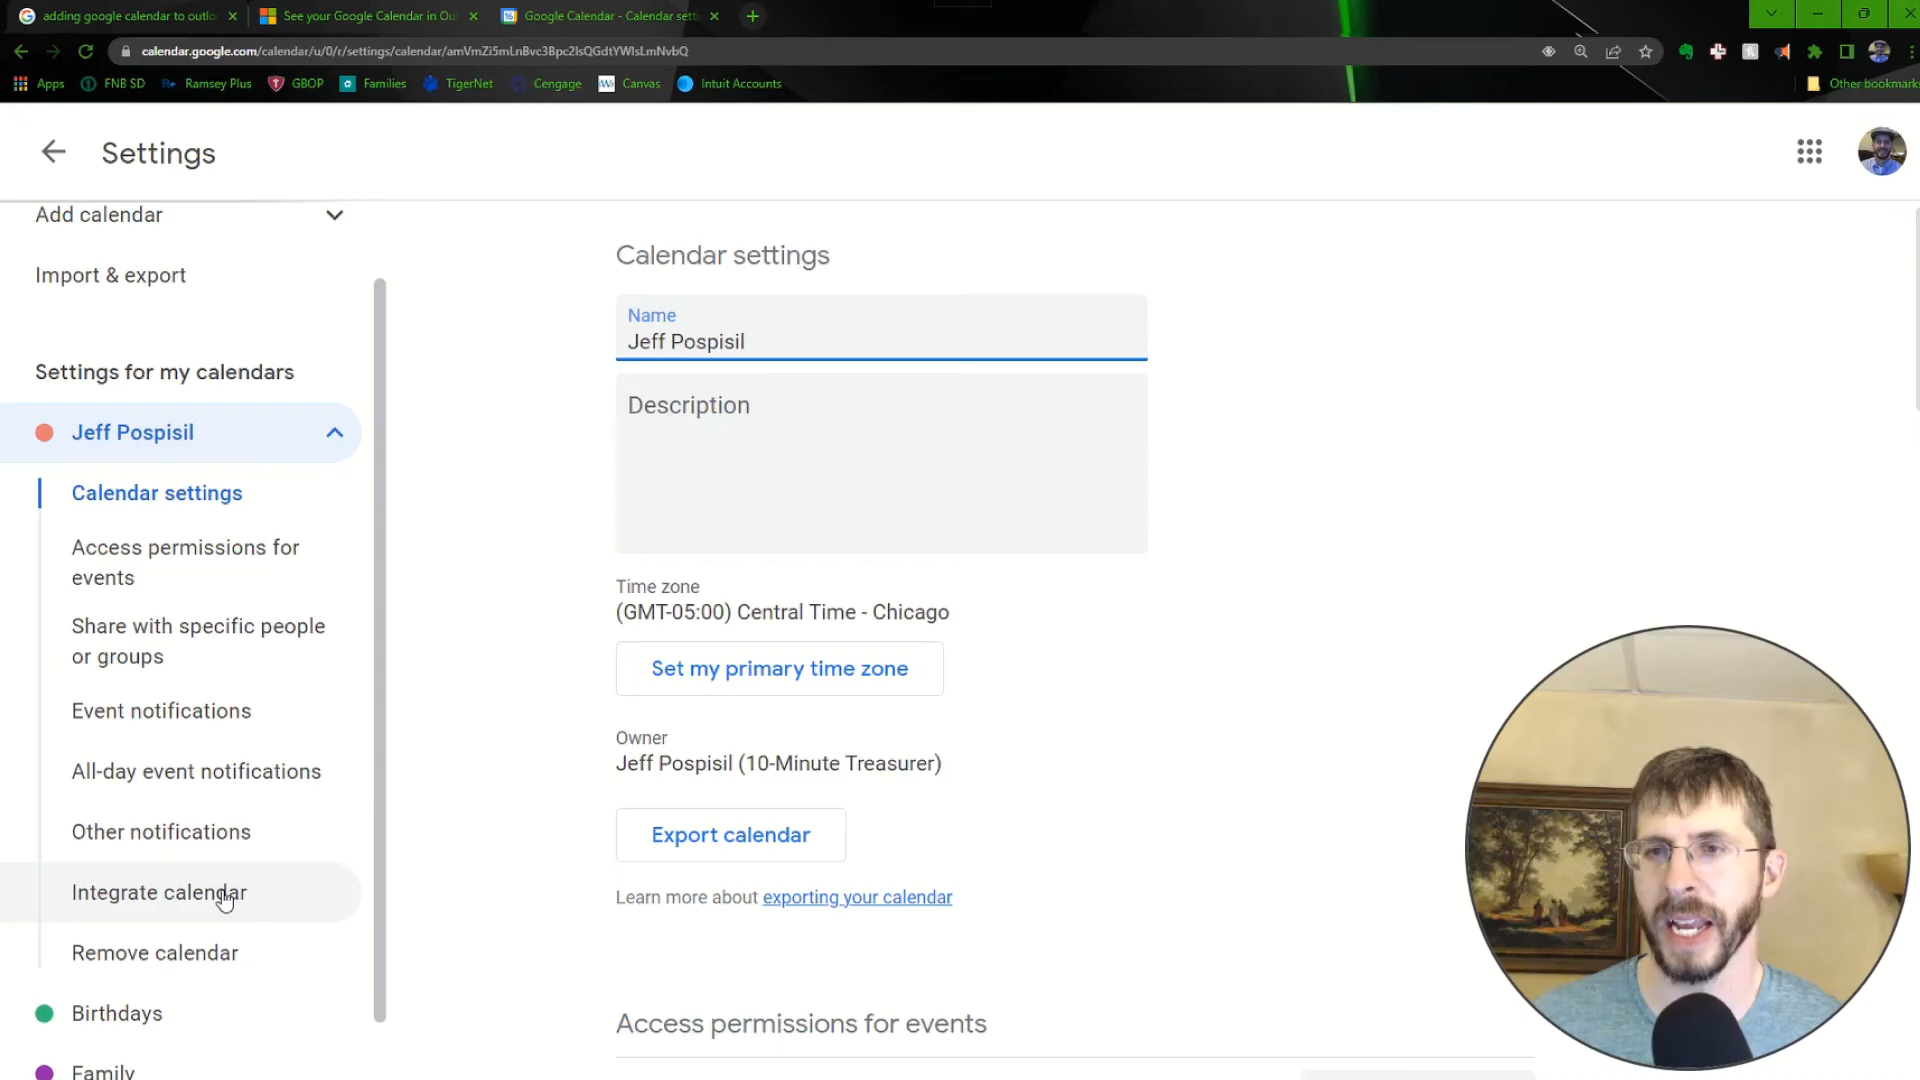 adding google calendar to outlo
See your Google Calendar in Ou
Google Calendar - Calendar sett
calendar.google.com/calendar/u/0/r/settings/calendar/amVmZi5mLnBvc3Bpc2lsQGdtYWlsLmNvbQ
Apps
FNB SD
Ramsey Plus
GBOP
Families
TigerNet
Cengage
Canvas
Intuit Accounts
Other bookmarks
Settings
Add calendar
Import & export
Settings for my calendars
Jeff Pospisil
Calendar settings
Access permissions for
events
Share with specific people
or groups
Event notifications
All-day event notifications
Other notifications
Integrate calendar
Remove calendar
Birthdays
Family
Calendar settings
Name
Jeff Pospisil
Description
Time zone
(GMT-05:00) Central Time - Chicago
Set my primary time zone
Owner
Jeff Pospisil (10-Minute Treasurer)
Export calendar
Learn more about exporting your calendar
Access permissions for events